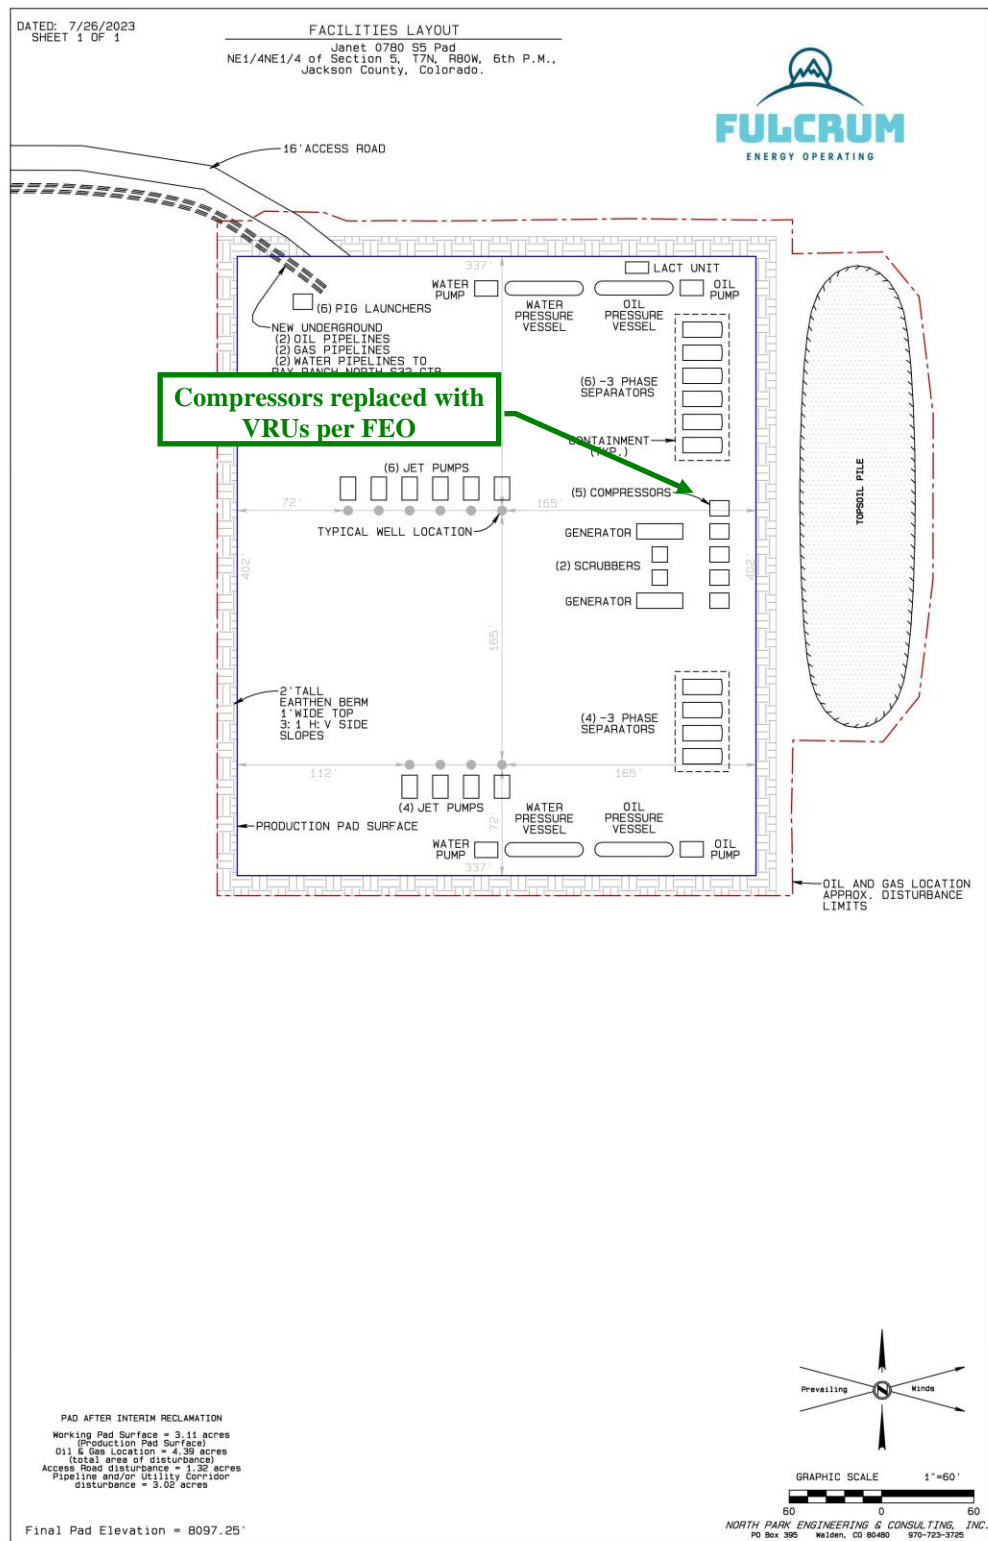 DATED: 7/26/2023
SHEET 1 OF 1
FACILITIES LAYOUT
Janet 0780 S5 Pad
NE1/4NE1/4 of Section 5, T7N, R80W, 6th P.M.,
Jackson County, Colorado.
FULCRUM
ENERGY OPERATING
16'ACCESS ROAD
337'
LACT UNIT
WATER
PUMP
WATER
PRESSURE
VESSEL
OIL
PRESSURE
VESSEL
OIL
PUMP
(6) PIG LAUNCHERS
NEW UNDERGROUND
(2) OIL PIPELINES
(2) GAS PIPELINES
(2) WATER PIPELINES TO
RAY RANCH NORTH S32 CTB
(6) -3 PHASE
SEPARATORS
Compressors replaced with
VRUs per FEO
CONTAINMENT
(TYP.)
(6) JET PUMPS
(5) COMPRESSORS
72'
165'
TYPICAL WELL LOCATION
GENERATOR
(2) SCRUBBERS
GENERATOR
402'
402'
TOPSOIL PILE
165'
2'TALL
EARTHEN BERM
1'WIDE TOP
3:1 H:V SIDE
SLOPES
(4) -3 PHASE
SEPARATORS
112'
165'
(4) JET PUMPS
72'
WATER
PRESSURE
VESSEL
OIL
PRESSURE
VESSEL
PRODUCTION PAD SURFACE
WATER
PUMP
OIL
PUMP
337'
OIL AND GAS LOCATION
APPROX. DISTURBANCE
LIMITS
Prevailing
N
Winds
PAD AFTER INTERIM RECLAMATION
Working Pad Surface = 3.11 acres
(Production Pad Surface)
Oil & Gas Location = 4.39 acres
(total area of disturbance)
Access Road disturbance = 1.32 acres
Pipeline and/or Utility Corridor
disturbance = 3.02 acres
GRAPHIC SCALE 1"=60'
60 0 60
NORTH PARK ENGINEERING & CONSULTING, INC.
PO Box 395 Walden, CO 80480 970-723-3725
Final Pad Elevation = 8097.25'